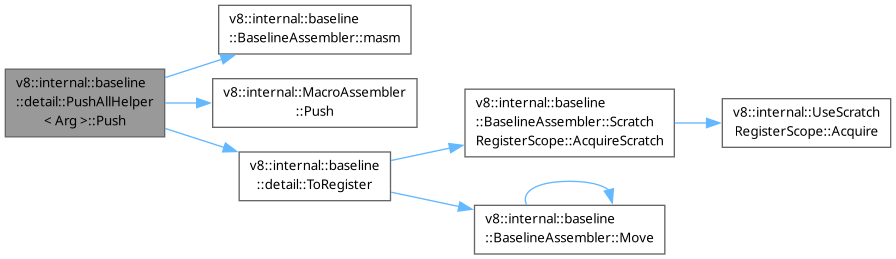 v8::internal::baseline
::detail::PushAllHelper
< Arg >::Push
v8::internal::baseline
::BaselineAssembler::masm
v8::internal::MacroAssembler
::Push
v8::internal::baseline
::detail::ToRegister
v8::internal::baseline
::BaselineAssembler::Scratch
RegisterScope::AcquireScratch
v8::internal::UseScratch
RegisterScope::Acquire
v8::internal::baseline
::BaselineAssembler::Move